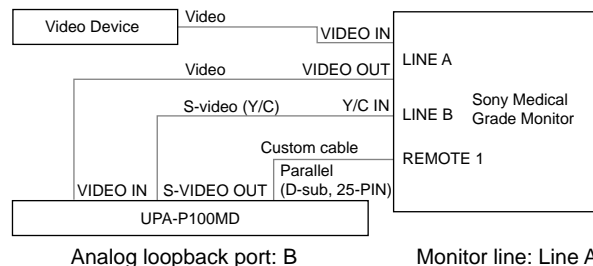 Video Device
Video
VIDEO IN
Video
VIDEO OUT
LINE A
S-video (Y/C)
Y/C IN
LINE B
Sony Medical
Grade Monitor
Custom cable
REMOTE 1
Parallel
(D-sub, 25-PIN)
VIDEO IN
S-VIDEO OUT
UPA-P100MD
Analog loopback port: B
Monitor line: Line A